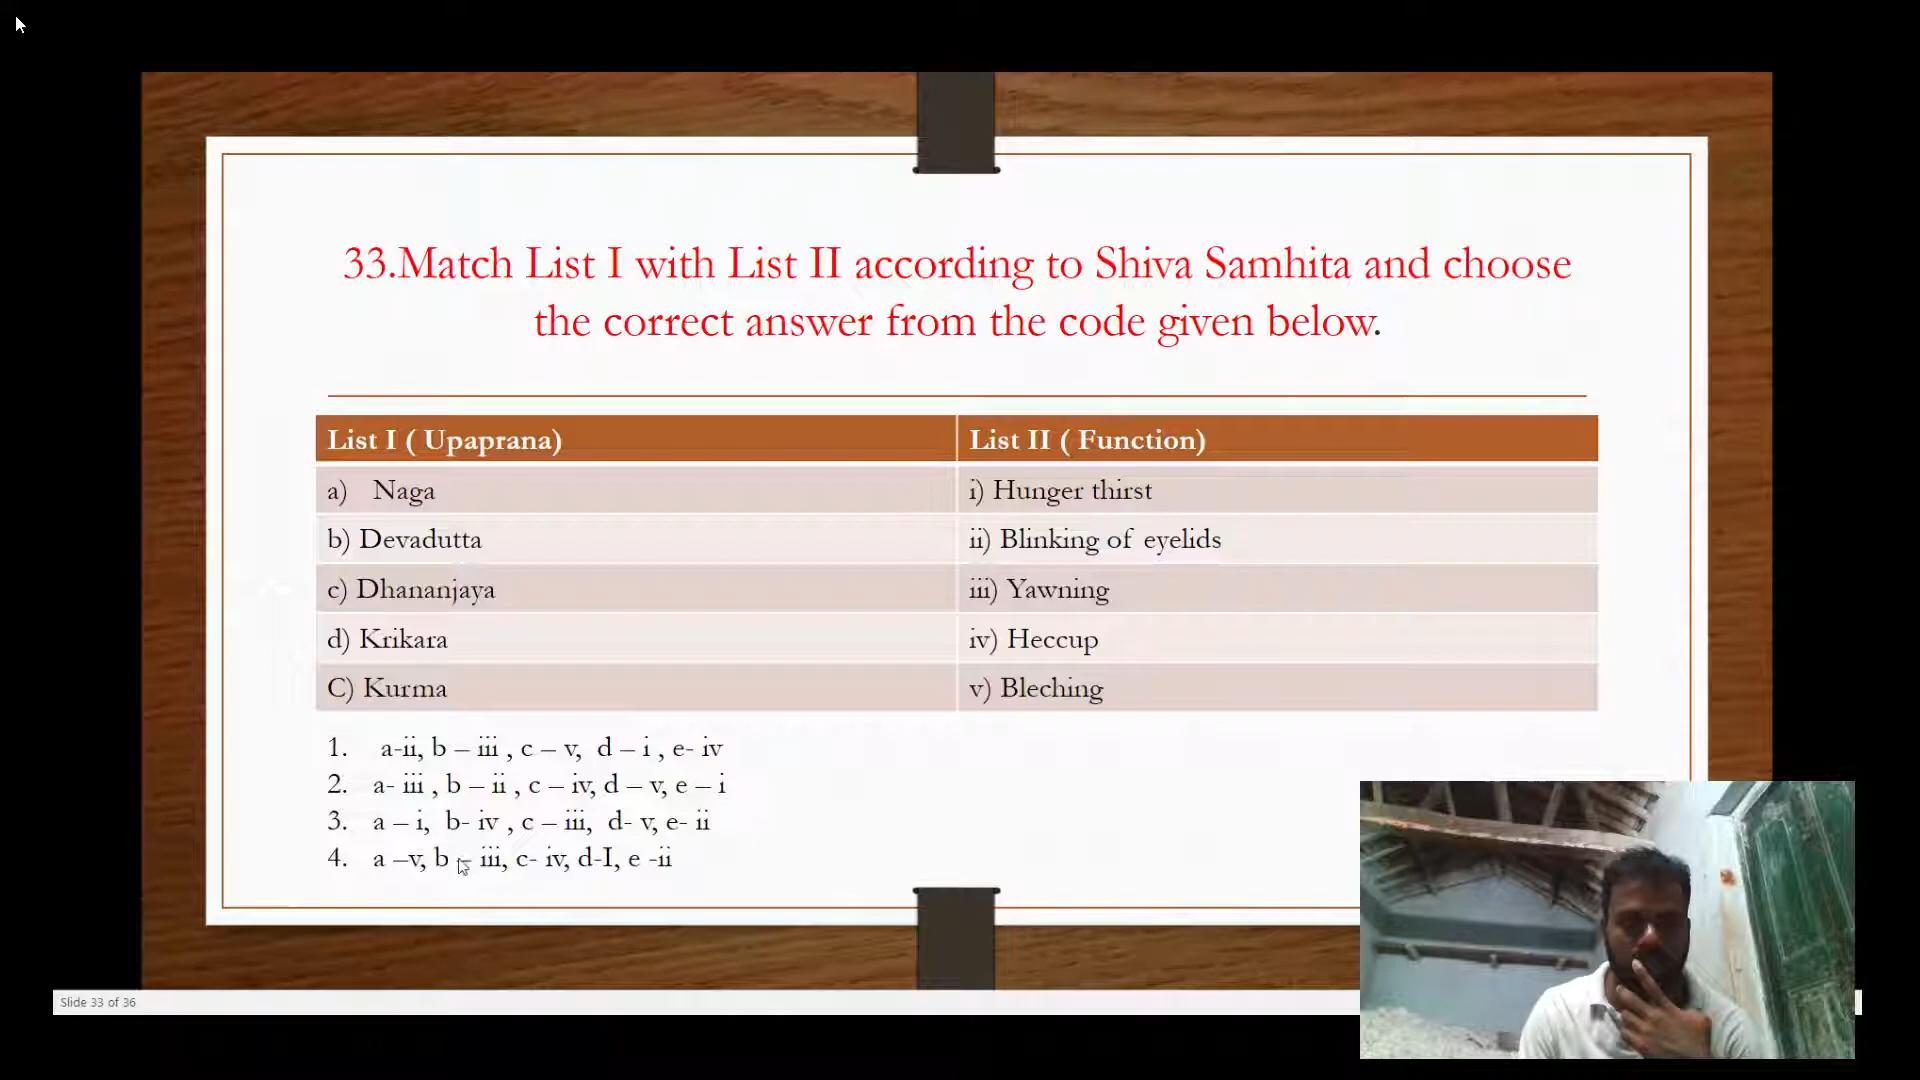 33.Match List I with List II according to Shiva Samhita and choose
the correct answer from the code given below.
List I ( Upaprana) List II ( Function)
a) Naga i) Hunger thirst
b) Devadutta ii) Blinking of eyelids
c) Dhananjaya iii) Yawning
d) Krikara iv) Heccup
C) Kurma v) Bleching
1. a-ii, b – iii , c – v, d – i , e- iv
2. a- iii , b – ii , c – iv, d – v, e – i
3. a – i, b- iv , c – iii, d- v, e- ii
4. a –v, b – iii, c- iv, d-I, e -ii
Slide 33 of 36